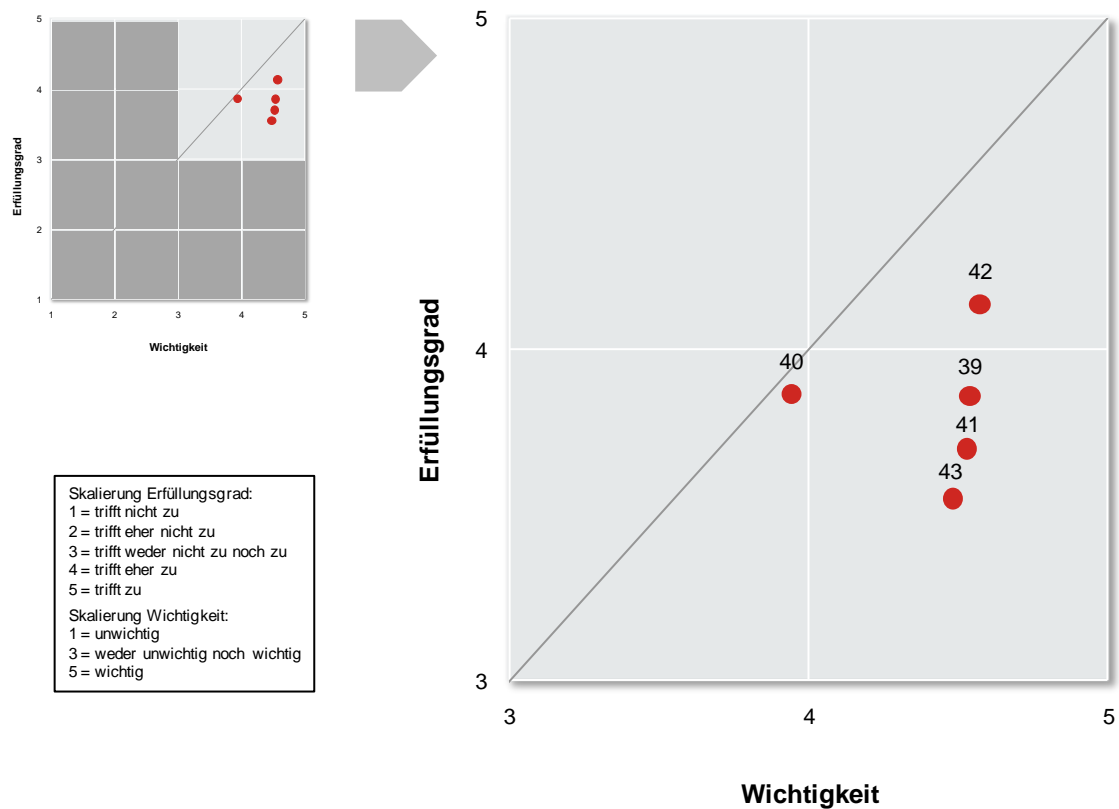 5
4
3
2
1
Erfüllungsgrad
1 2 3 4 5
Wichtigkeit
Skalierung Erfüllungsgrad:
1 = trifft nicht zu
2 = trifft eher nicht zu
3 = trifft weder nicht zu noch zu
4 = trifft eher zu
5 = trifft zu
Skalierung Wichtigkeit:
1 = unwichtig
3 = weder unwichtig noch wichtig
5 = wichtig
5
4
3
Erfüllungsgrad
42
40
39
41
43
3 4 5
Wichtigkeit